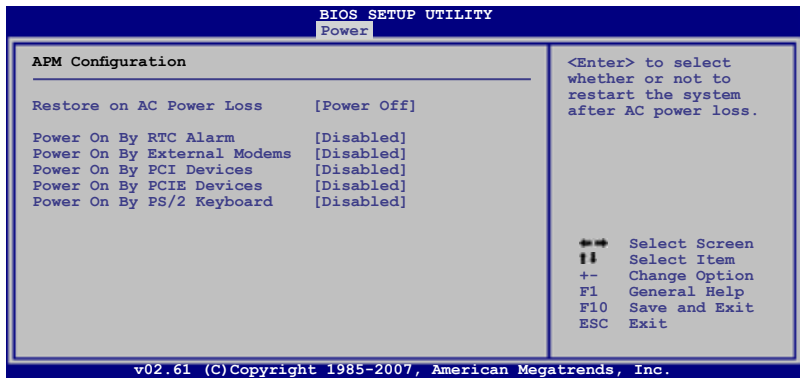 BIOS SETUP UTILITY
Power
APM Configuration
Restore on AC Power Loss [Power Off]
Power On By RTC Alarm [Disabled]
Power On By External Modems [Disabled]
Power On By PCI Devices [Disabled]
Power On By PCIE Devices [Disabled]
Power On By PS/2 Keyboard [Disabled]
<Enter> to select
whether or not to
restart the system
after AC power loss.
←→ Select Screen
↑↓ Select Item
+- Change Option
F1 General Help
F10 Save and Exit
ESC Exit
v02.61 (C)Copyright 1985-2007, American Megatrends, Inc.